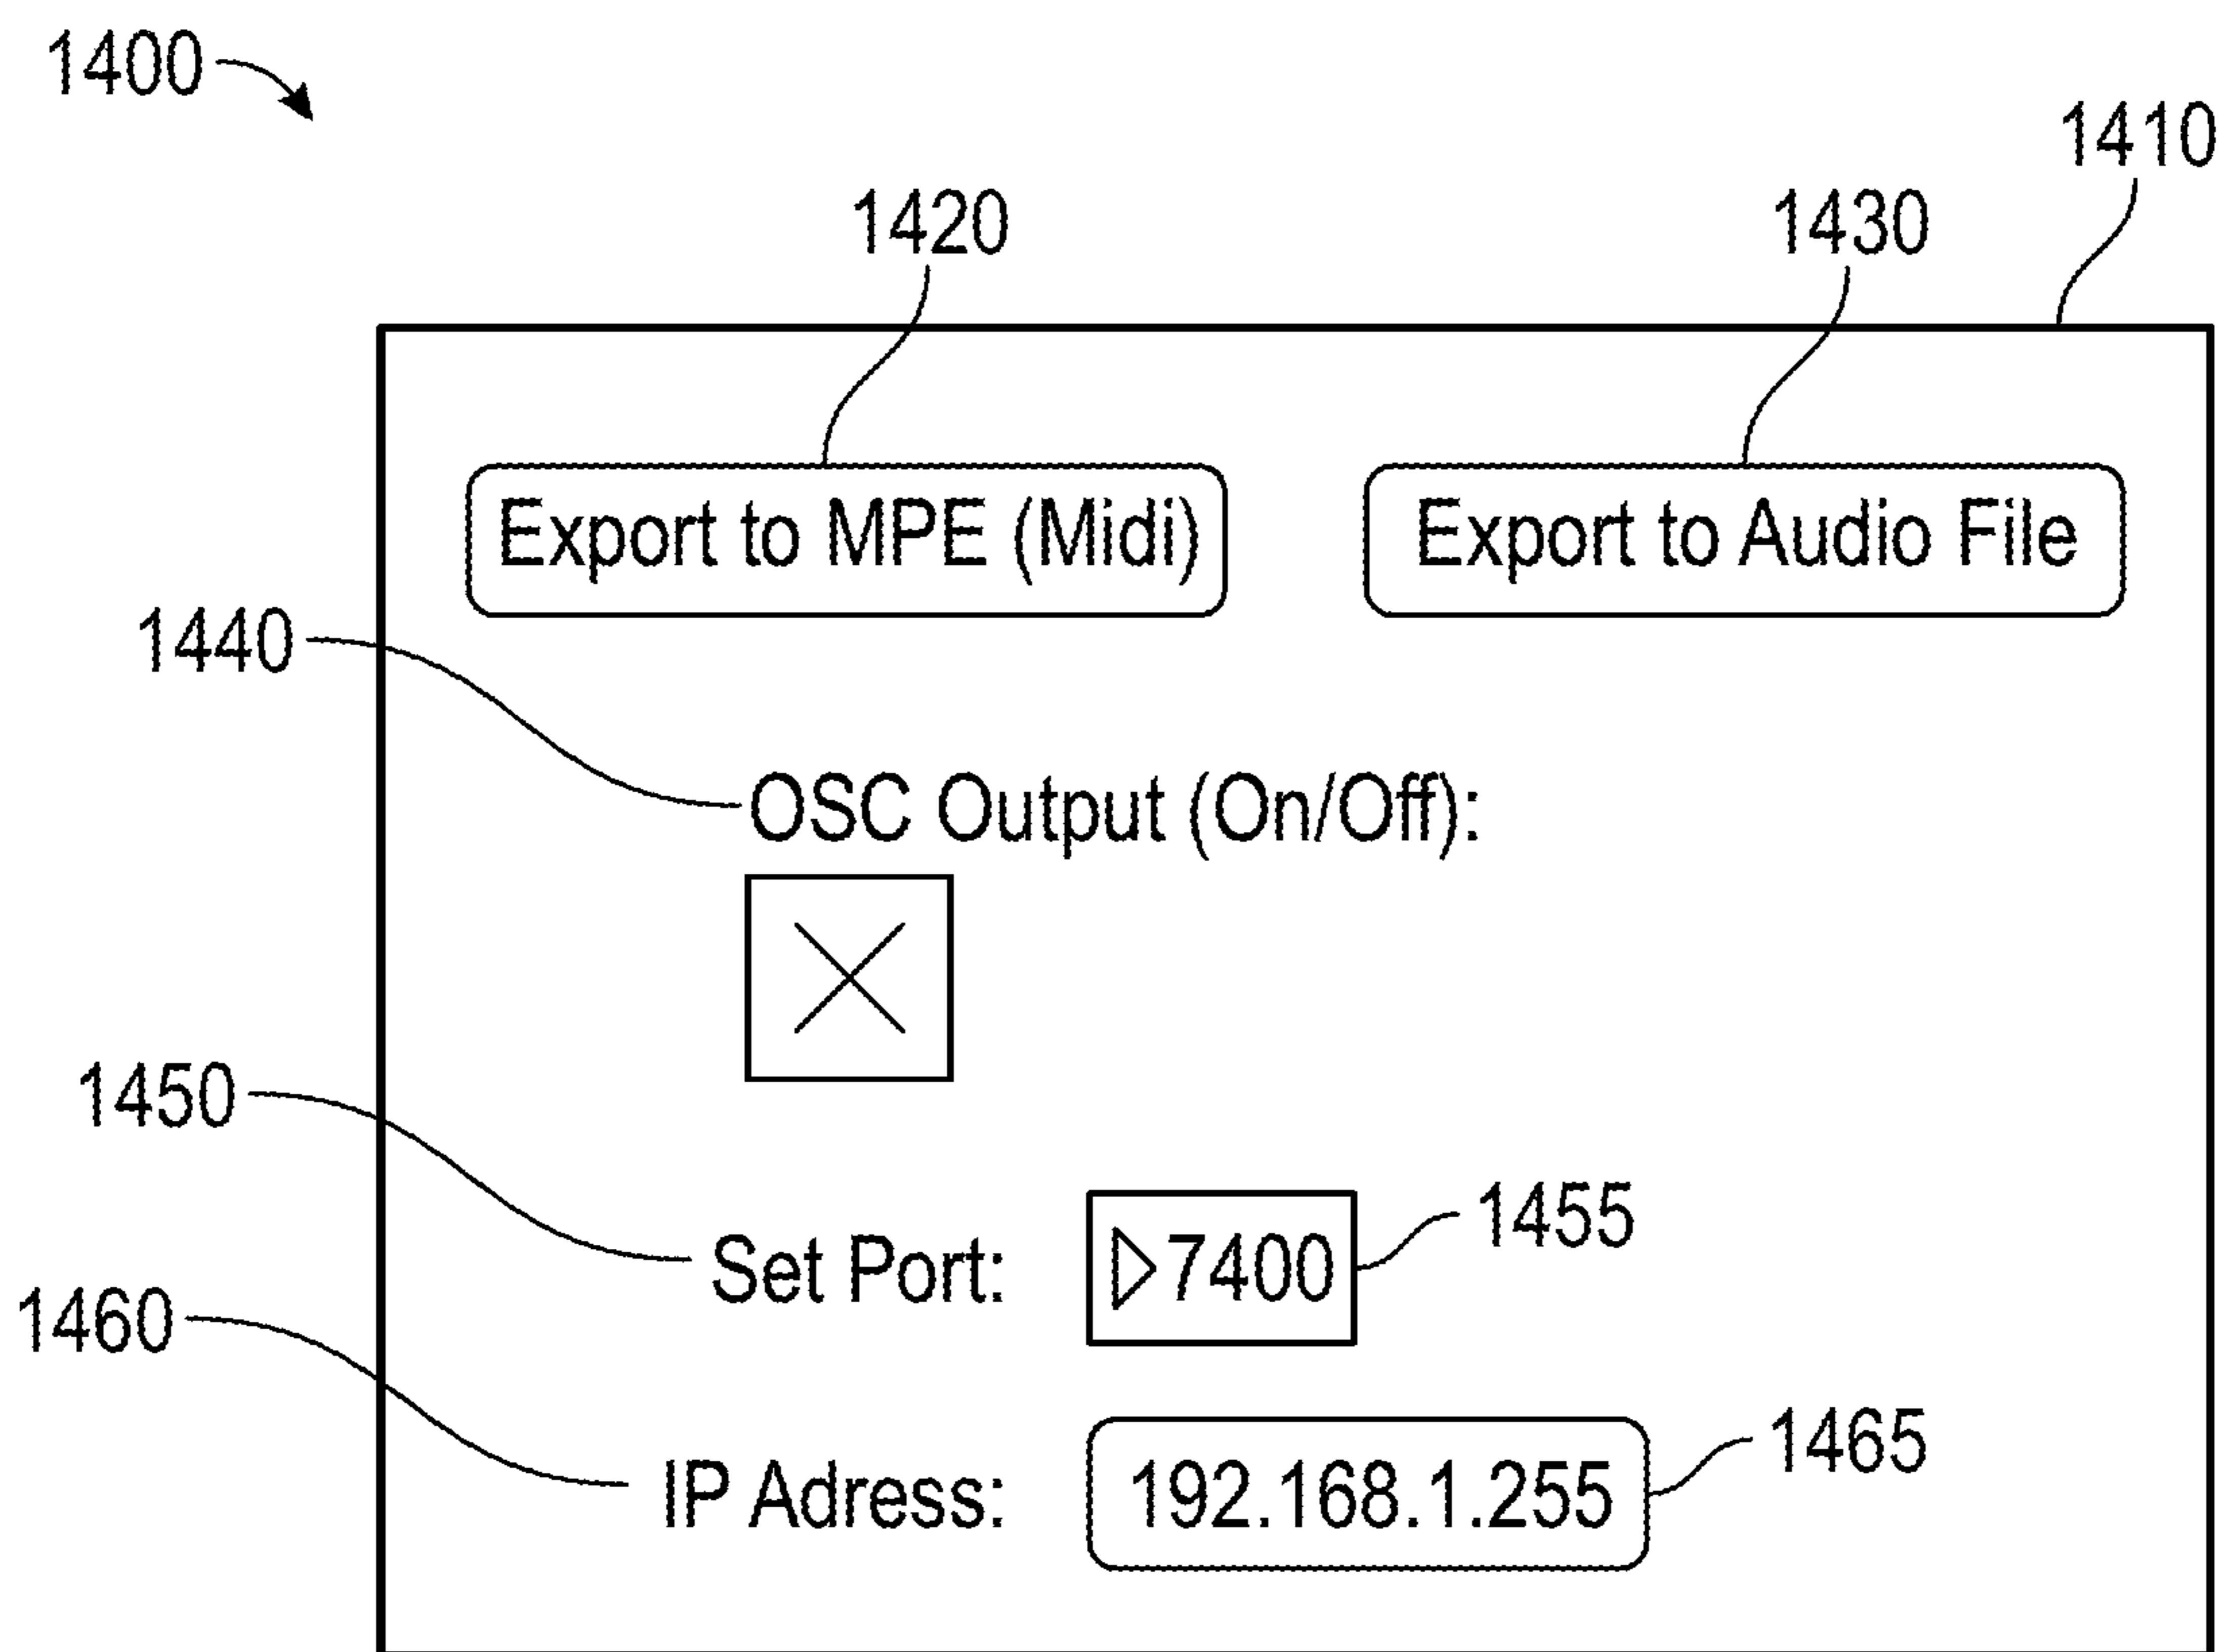 1400
1410
1420
1430
Export to MPE (Midi)
Export to Audio File
1440
OSC Output (On/Off):
1450
Set Port:
7400
1455
1460
IP Adress:
192.168.1.255
1465